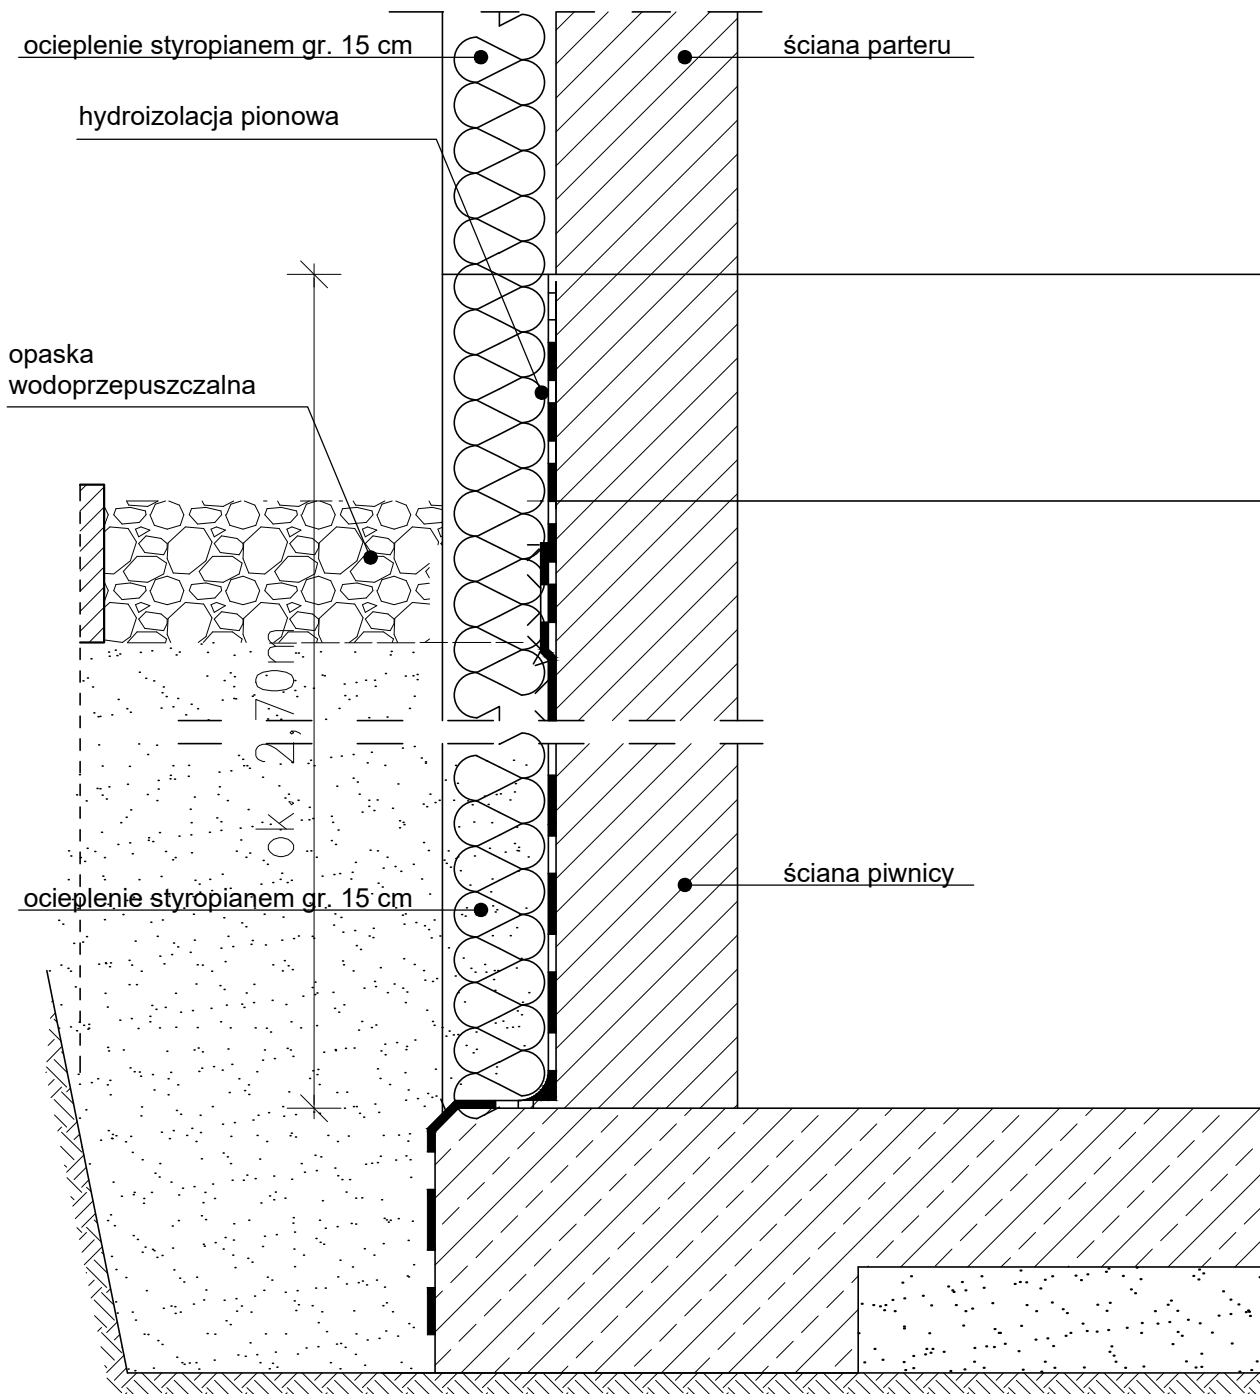 ocieplenie styropianem gr. 15 cm
ściana parteru
hydroizolacja pionowa
opaska
wodoprzepuszczalna
ok. 2,70m
ściana piwnicy
ocieplenie styropianem gr. 15 cm